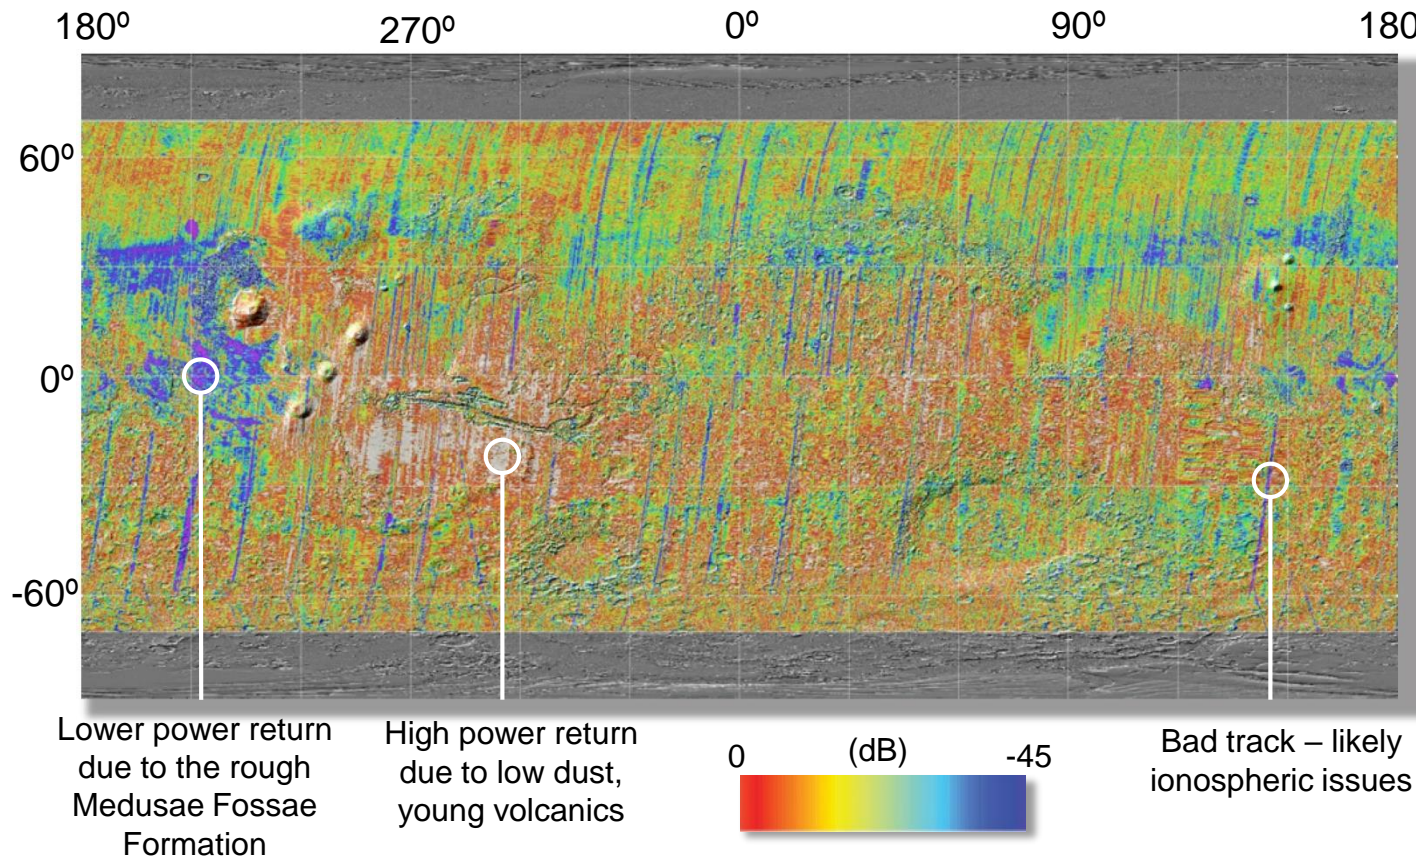 180º 270º 0º 90º 180
60º
0º
-60º
Lower power return
due to the rough
Medusae Fossae
Formation
High power return
due to low dust,
young volcanics
0 (dB) -45
Bad track – likely
ionospheric issues